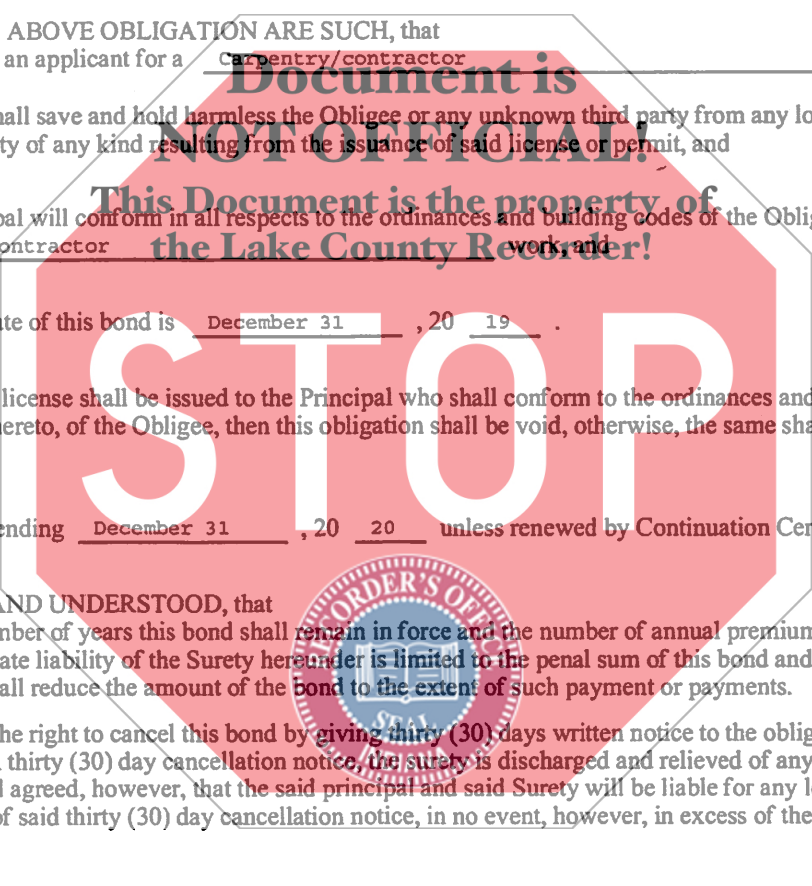 ABOVE OBLIGATION ARE SUCH, that
an applicant for a Carpentry/contractor
Document is
hall save and hold harmless the Obligee or any unknown third party from any lo
NOT OFFICIAL!
ty of any kind resulting from the issuance of said license or permit, and
This Document is the property of
pal will conform in all respects to the ordinances and building codes of the Oblig
the Lake County Recorder!
ontractor work, and
ate of this bond is December 31 , 20 19 .
STOP
license shall be issued to the Principal who shall conform to the ordinances and
hereto, of the Obligee, then this obligation shall be void, otherwise, the same sha
ending December 31 , 20 20 unless renewed by Continuation Cer
AND UNDERSTOOD, that
mber of years this bond shall remain in force and the number of annual premium
ate liability of the Surety hereunder is limited to the penal sum of this bond and
all reduce the amount of the bond to the extent of such payment or payments.
RECORDER'S OFFICE
SEAL
he right to cancel this bond by giving thirty (30) days written notice to the oblig
thirty (30) day cancellation notice, the surety is discharged and relieved of any
d agreed, however, that the said principal and said Surety will be liable for any l
of said thirty (30) day cancellation notice, in no event, however, in excess of the